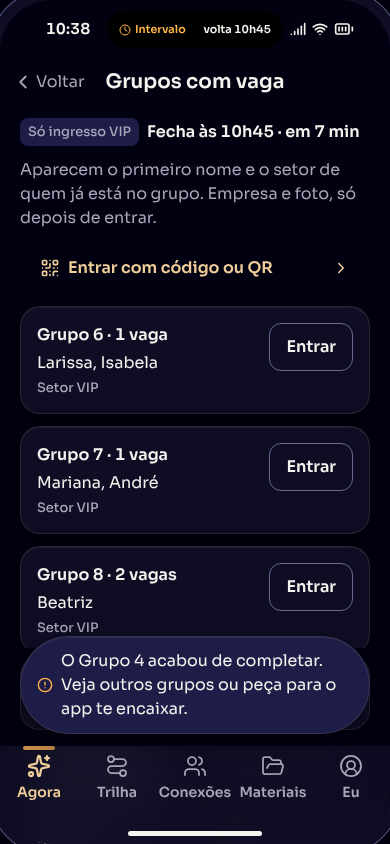 10:38
Intervalo volta 10h45
Voltar
Grupos com vaga
Só ingresso VIP
Fecha às 10h45 · em 7 min
Aparecem o primeiro nome e o setor de
quem já está no grupo. Empresa e foto, só
depois de entrar.
Entrar com código ou QR
Grupo 6 · 1 vaga
Larissa, Isabela
Setor VIP
Entrar
Grupo 7 · 1 vaga
Mariana, André
Setor VIP
Entrar
Grupo 8 · 2 vagas
Beatriz
Setor VIP
Entrar
O Grupo 4 acabou de completar.
Veja outros grupos ou peça para o
app te encaixar.
Agora
Trilha
Conexões
Materiais
Eu